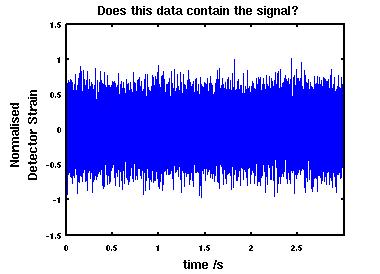 Does this data contain the signal?
1.5
1
0.5
0
-0.5
-1
-1.5
Normalised
Detector Strain
0 0.5 1 1.5 2 2.5
time /s